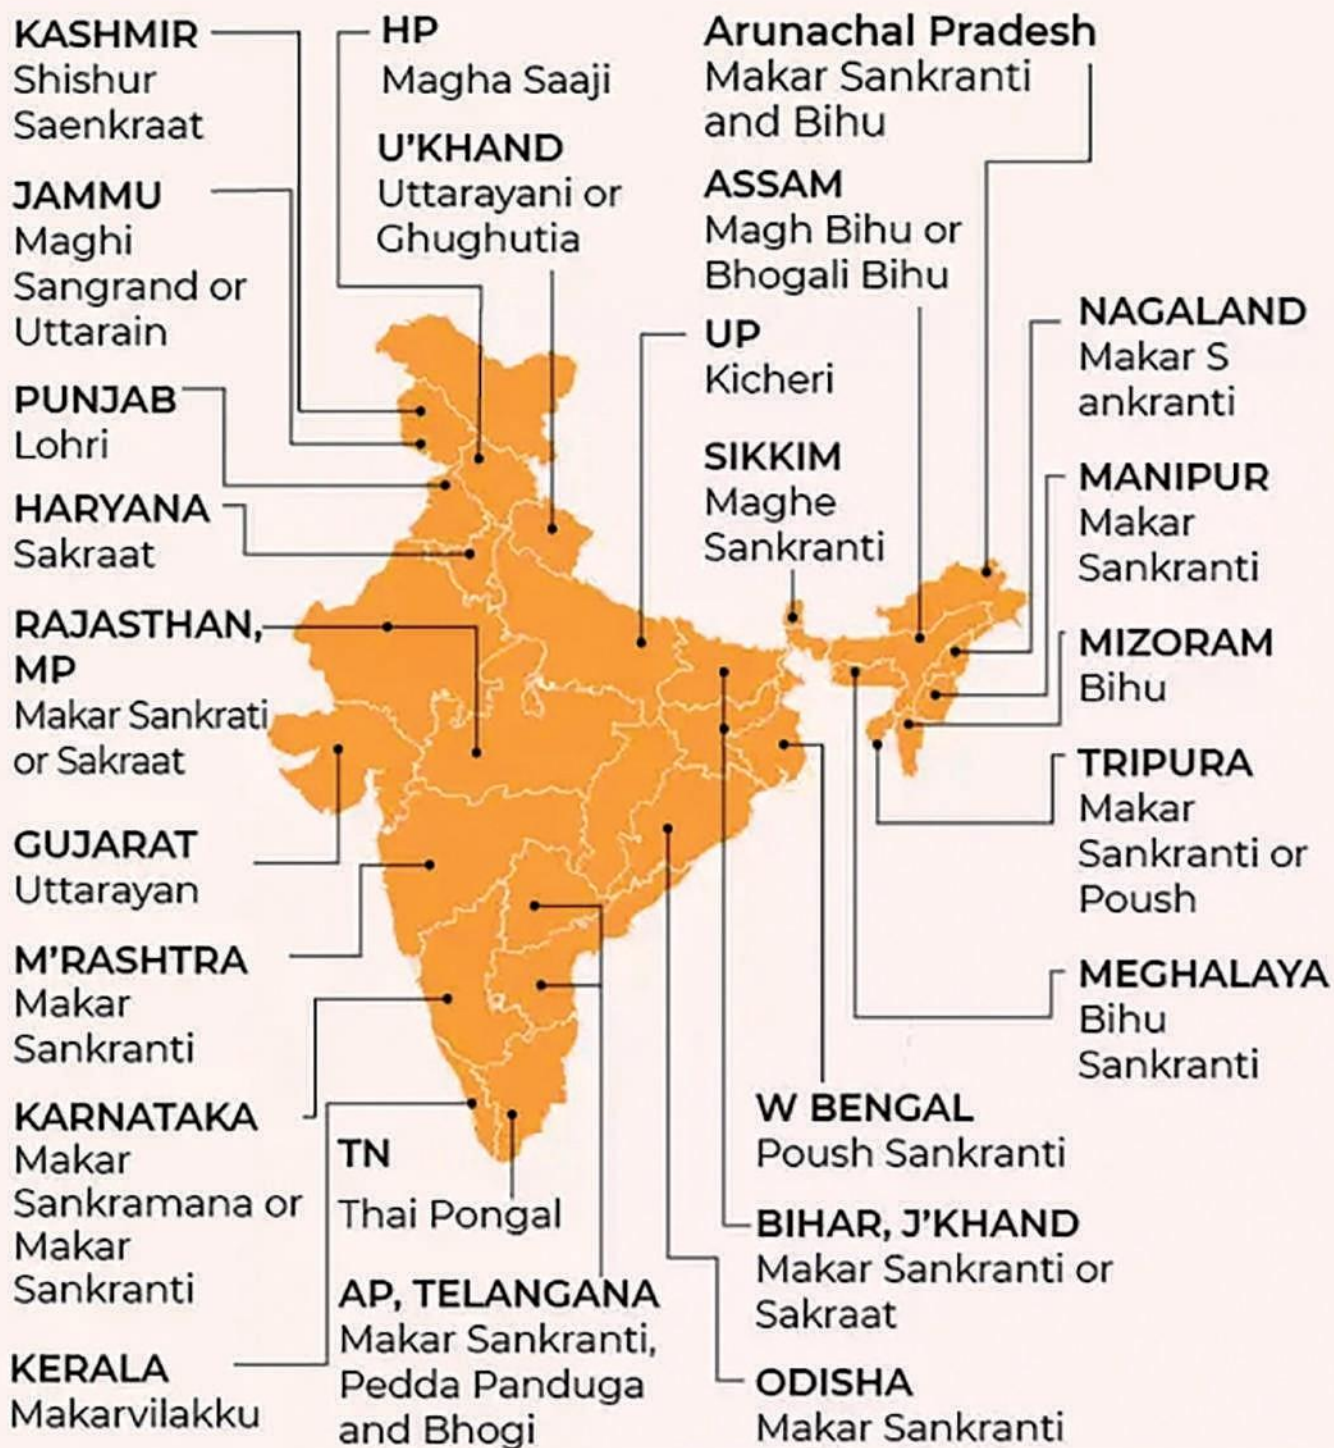 KASHMIR
Shishur
Saenkraat
JAMMU
Maghi
Sangrand or
Uttarain
PUNJAB
Lohri
HARYANA
Sakraat
RAJASTHAN,
MP
Makar Sankrati
or Sakraat
GUJARAT
Uttarayan
M'RASHTRA
Makar
Sankranti
KARNATAKA
Makar
Sankramana or
Makar
Sankranti
KERALA
Makarvilakku
HP
Magha Saaji
U'KHAND
Uttarayani or
Ghughutia
TN
Thai Pongal
AP, TELANGANA
Makar Sankranti,
Pedda Panduga
and Bhogi
Arunachal Pradesh
Makar Sankranti
and Bihu
ASSAM
Magh Bihu or
Bhogali Bihu
UP
Kicheri
SIKKIM
Maghe
Sankranti
W BENGAL
Poush Sankranti
BIHAR, J'KHAND
Makar Sankranti or
Sakraat
ODISHA
Makar Sankranti
NAGALAND
Makar S
ankranti
MANIPUR
Makar
Sankranti
MIZORAM
Bihu
TRIPURA
Makar
Sankranti or
Poush
MEGHALAYA
Bihu
Sankranti